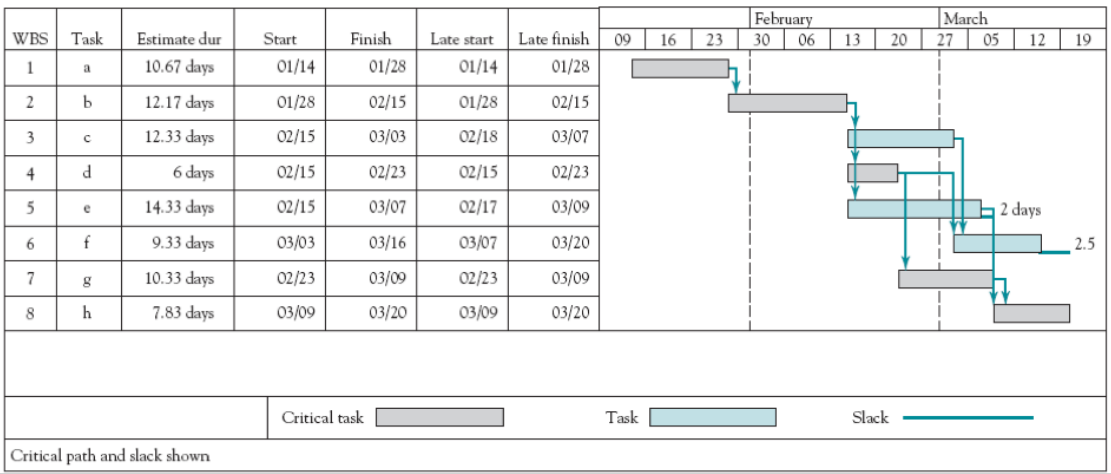 February March
WBS Task Estimate dur Start Finish Late start Late finish 09 16 23 30 06 13 20 27 05 12 19
1 a 10.67 days 01/14 01/28 01/14 01/28
2 b 12.17 days 01/28 02/15 01/28 02/15
3 c 12.33 days 02/15 03/03 02/18 03/07
4 d 6 days 02/15 02/23 02/15 02/23
5 e 14.33 days 02/15 03/07 02/17 03/09 2 days
6 f 9.33 days 03/03 03/16 03/07 03/20 2.5
7 g 10.33 days 02/23 03/09 02/23 03/09
8 h 7.83 days 03/09 03/20 03/09 03/20
Critical task Task Slack
Critical path and slack shown